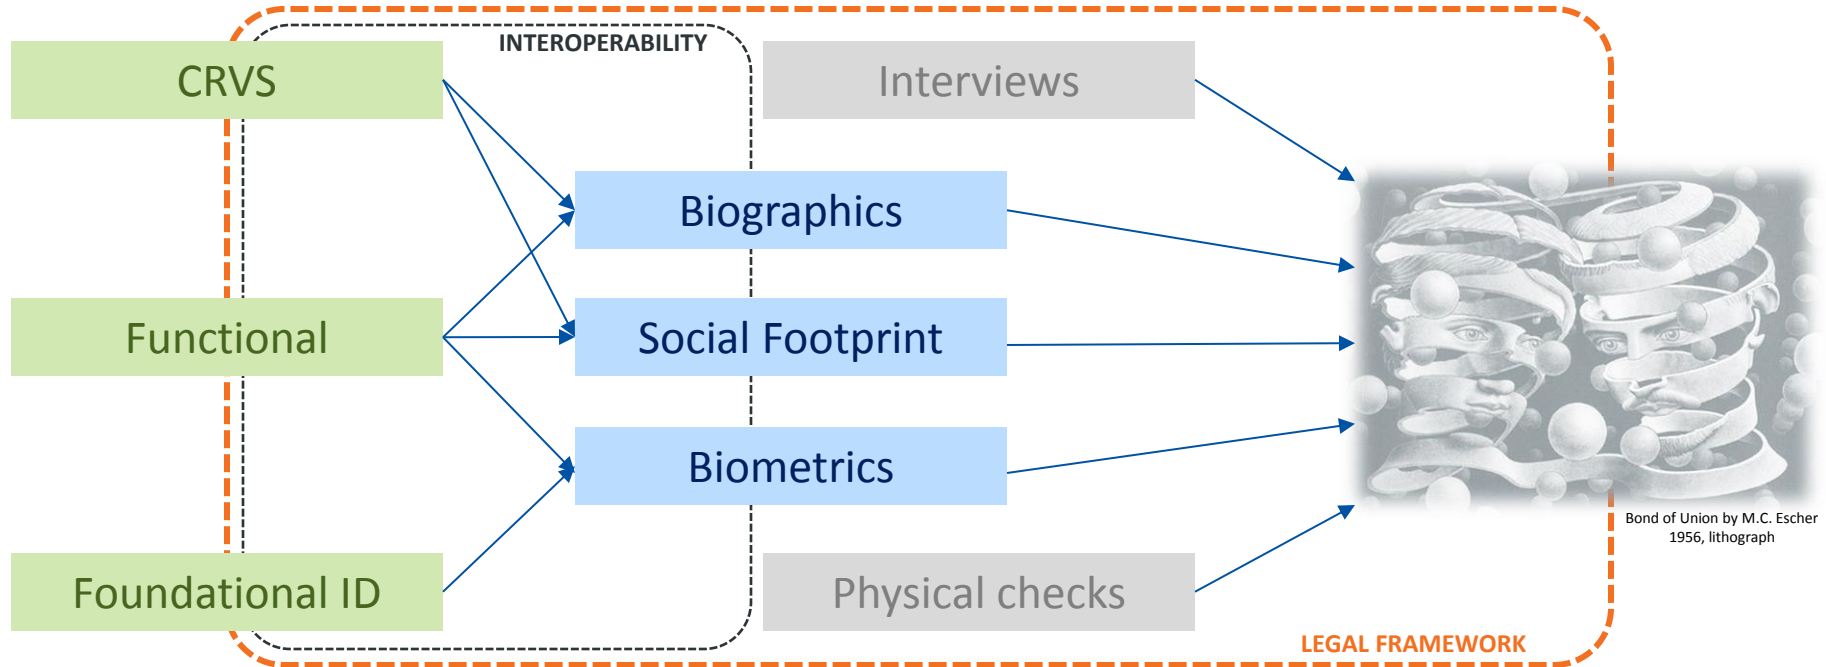 INTEROPERABILITY
CRVS
Interviews
Biographics
Functional
Social Footprint
Biometrics
Bond of Union by M.C. Escher
1956, lithograph
Foundational ID
Physical checks
LEGAL FRAMEWORK